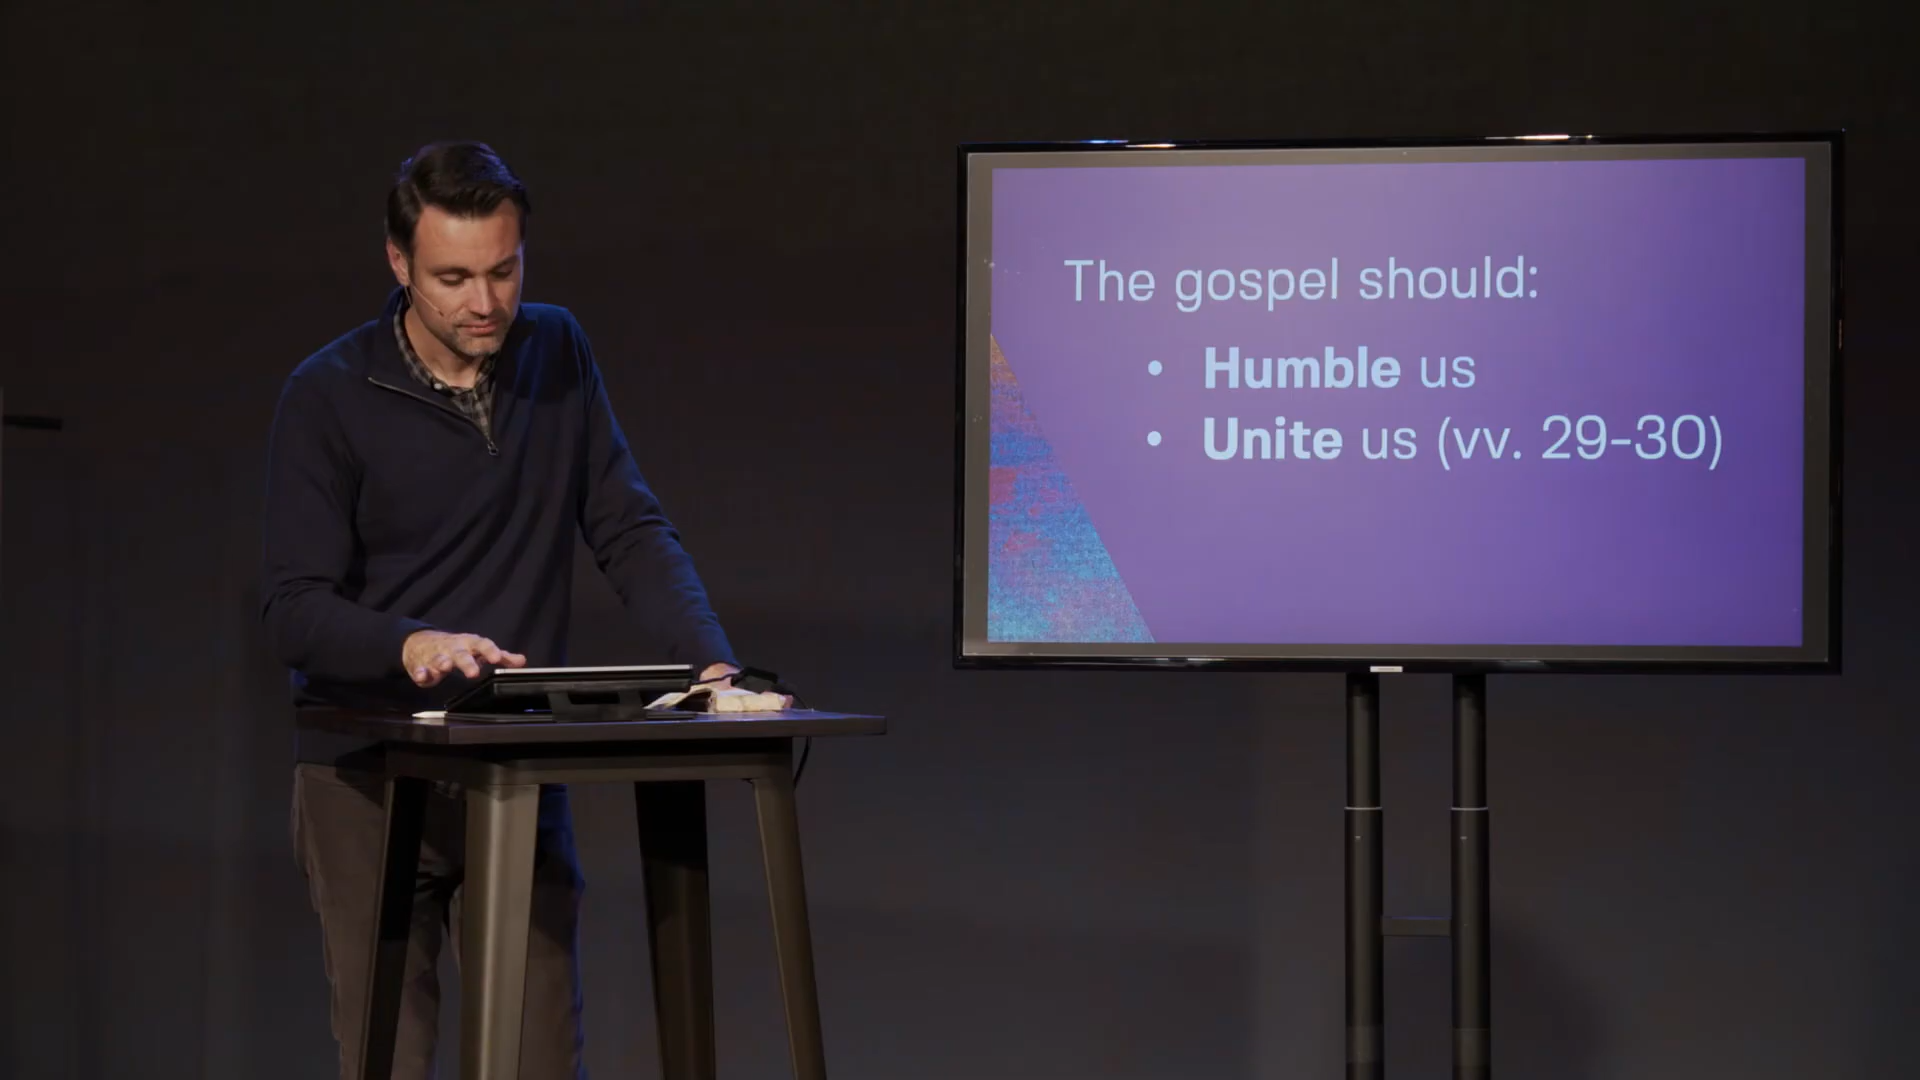 The gospel should:
• Humble us
• Unite us (vv. 29-30)